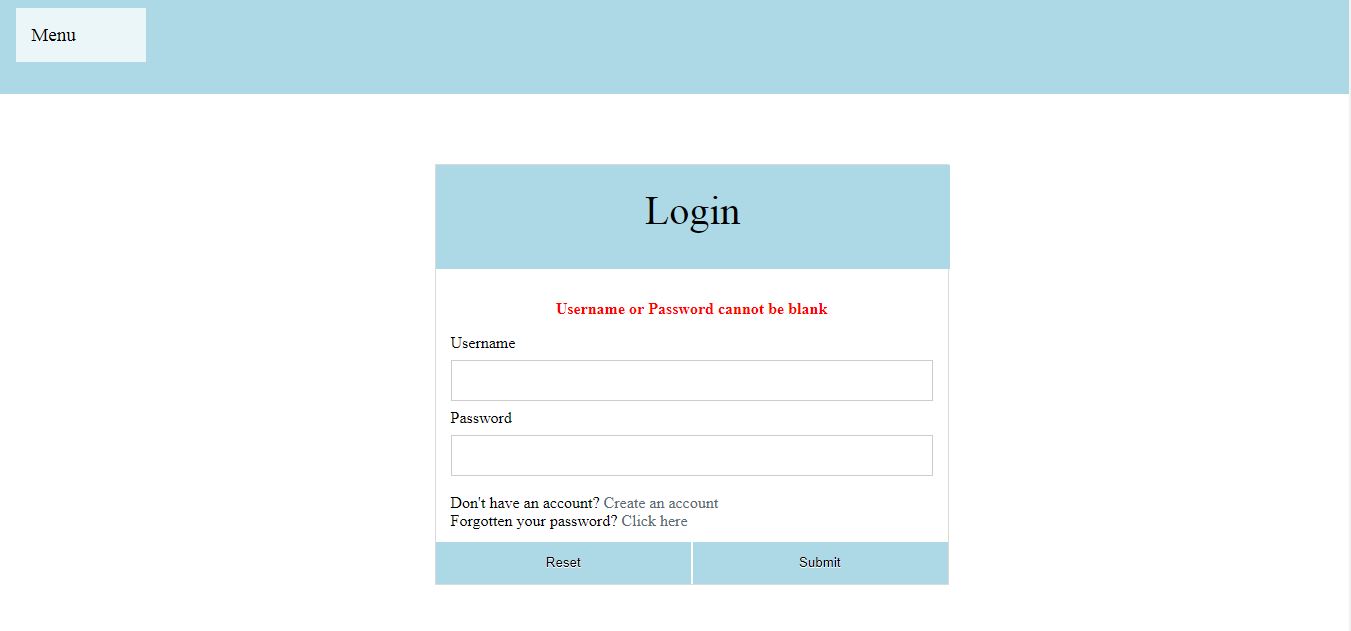 Menu
Login
Username or Password cannot be blank
Username
Password
Don't have an account? Create an account
Forgotten your password? Click here
Reset
Submit